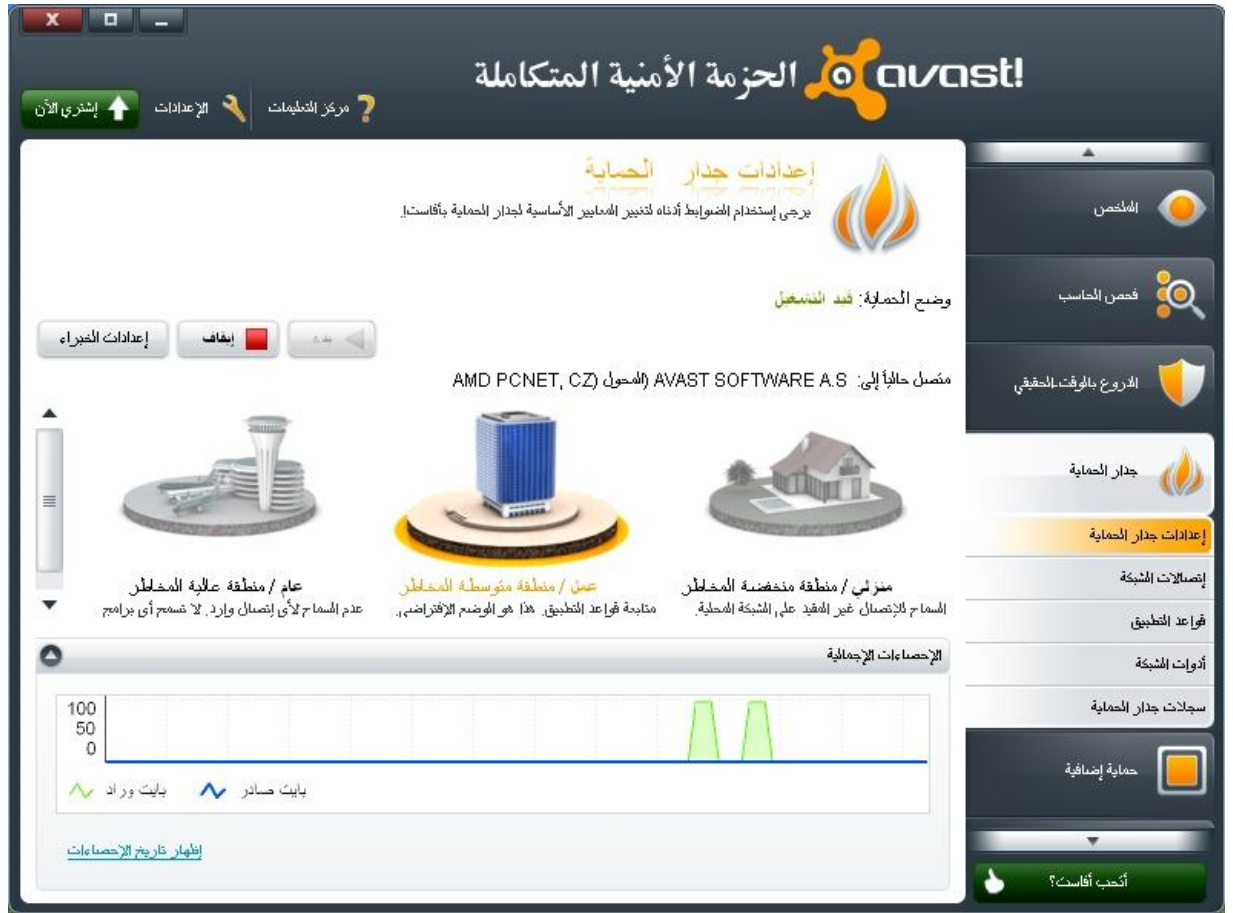 avast! الحزمة الأمنية المتكاملة
مركز التعليمات
الإعدادات
إشتري الآن
الملخص
فحص الحاسب
الدروع بالوقت الحقيقي
جدار الحماية
إعدادات جدار الحماية
إتصالات الشبكة
قواعد التطبيق
أدوات الشبكة
سجلات جدار الحماية
حماية إضافية
أتحب أفاست؟
إعدادات جدار الحماية
يرجى إستخدام الضوابط أدناه لتغيير المعايير الأساسية لجدار الحماية بأفاست!.
وضع الحماية: قيد التشغيل
بدء
إيقاف
إعدادات الخبراء
متصل حالياً إلى: AVAST SOFTWARE A.S (المحول AMD PCNET, CZ)
منزلي / منطقة منخفضة المخاطر
السماح للإتصال غير المقيد على الشبكة المحلية.
عمل / منطقة متوسطة المخاطر
متابعة قواعد التطبيق. هذا هو الوضع الإفتراضي.
عام / منطقة عالية المخاطر
عدم السماح لأي إتصال وارد. لا تسمح أي برامج
الإحصاءات الإجمالية
100
50
0
بايت صادر
بايت وراد
إظهار تاريخ الإحصاءات